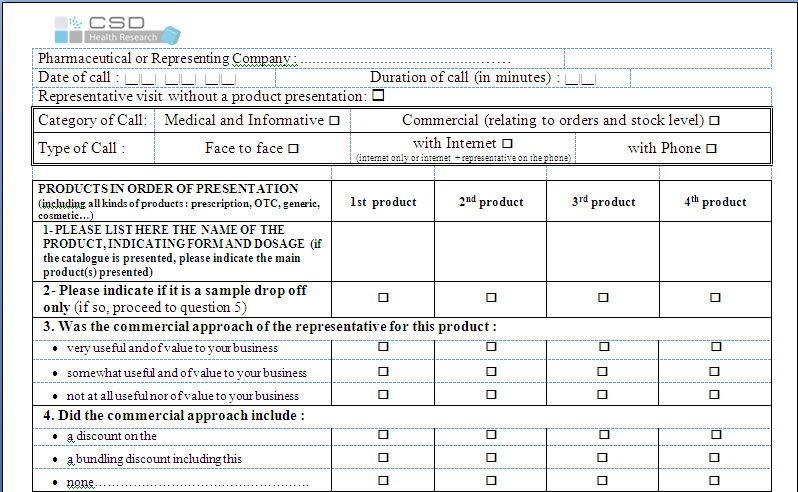 CSD
Health Research
Pharmaceutical or Representing Company : ……………………………………
Date of call : |__|__| |__|__| |__|__| Duration of call (in minutes) : |__|__|
Representative visit without a product presentation: ☐
Category of Call: Medical and Informative ☐ Commercial (relating to orders and stock level) ☐
Type of Call : Face to face ☐ with Internet ☐ with Phone ☐
(internet only or internet + representative on the phone)
PRODUCTS IN ORDER OF PRESENTATION
(including all kinds of products : prescription, OTC, generic,
cosmetic…)
1st product 2nd product 3rd product 4th product
1- PLEASE LIST HERE THE NAME OF THE
PRODUCT, INDICATING FORM AND DOSAGE (if
the catalogue is presented, please indicate the main
product(s) presented)
2- Please indicate if it is a sample drop off
only (if so, proceed to question 5) ☐ ☐ ☐ ☐
3. Was the commercial approach of the representative for this product :
• very useful and of value to your business ☐ ☐ ☐ ☐
• somewhat useful and of value to your business ☐ ☐ ☐ ☐
• not at all useful nor of value to your business ☐ ☐ ☐ ☐
4. Did the commercial approach include :
• a discount on the ☐ ☐ ☐ ☐
• a bundling discount including this ☐ ☐ ☐ ☐
• none…………………………………………… ☐ ☐ ☐ ☐